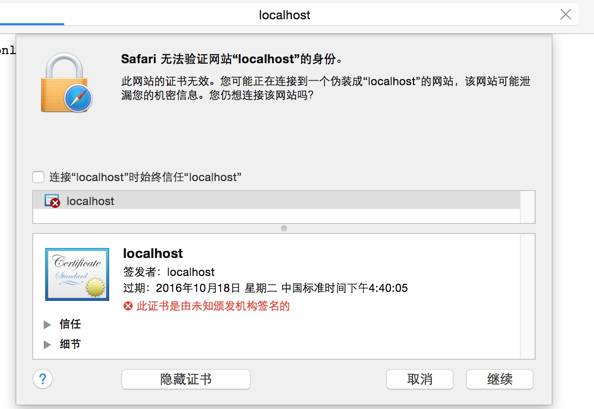 localhost
onl
Safari 无法验证网站“localhost”的身份。
此网站的证书无效。您可能正在连接到一个伪装成“localhost”的网站，该网站可能泄
漏您的机密信息。您仍想连接该网站吗?
连接“localhost”时始终信任“localhost”
localhost
Certificate
Standard
localhost
签发者：localhost
过期：2016年10月18日 星期二 中国标准时间下午4:40:05
此证书是由未知颁发机构签名的
信任
细节
?
隐藏证书
取消
继续